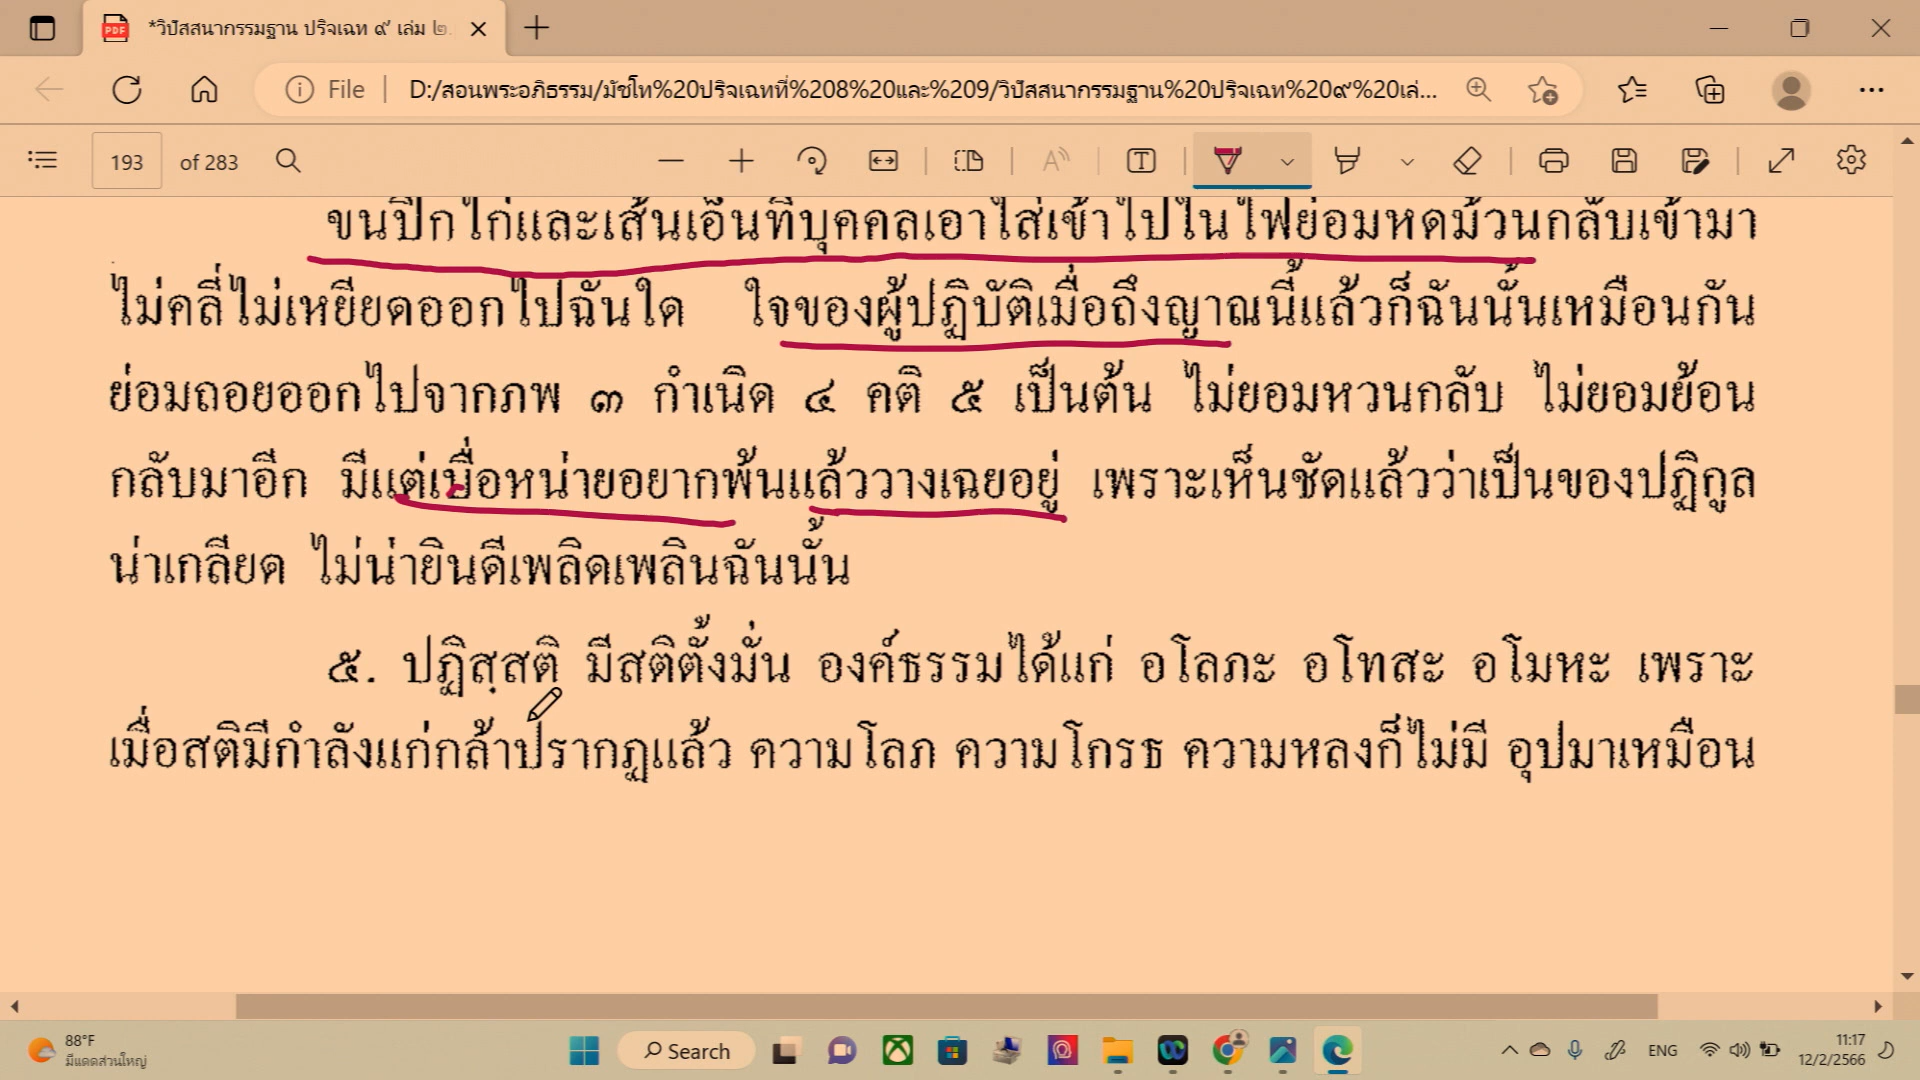 *วิปัสสนากรรมฐาน ปริจเฉท ๙ เล่ม ๒
File
D:/สอนพระอภิธรรม/มัชโท%20ปริจเฉทที่%208%20และ%209/วิปัสสนากรรมฐาน%20ปริจเฉท%20๙%20เล่...
193 of 283
ขนปีกไก่และเส้นเอ็นที่บุคคลเอาใส่เข้าไปในไฟย่อมหดม้วนกลับเข้ามา
ไม่คลี่ไม่เหยียดออกไปฉันใด ใจของผู้ปฏิบัติเมื่อถึงญาณนี้แล้วก็ฉันนั้นเหมือนกัน
ย่อมถอยออกไปจากภพ ๓ กำเนิด ๔ คติ ๕ เป็นต้น ไม่ยอมหวนกลับ ไม่ยอมย้อน
กลับมาอีก มีแต่เบื่อหน่ายอยากพ้นแล้ววางเฉยอยู่ เพราะเห็นชัดแล้วว่าเป็นของปฏิกูล
น่าเกลียด ไม่น่ายินดีเพลิดเพลินฉันนั้น
๕. ปฏิสฺสติ มีสติตั้งมั่น องค์ธรรมได้แก่ อโลภะ อโทสะ อโมหะ เพราะ
เมื่อสติมีกำลังแก่กล้าปรากฏแล้ว ความโลภ ความโกรธ ความหลงก็ไม่มี อุปมาเหมือน
88°F
มีแดดส่วนใหญ่
Search
ENG
11:17
12/2/2566